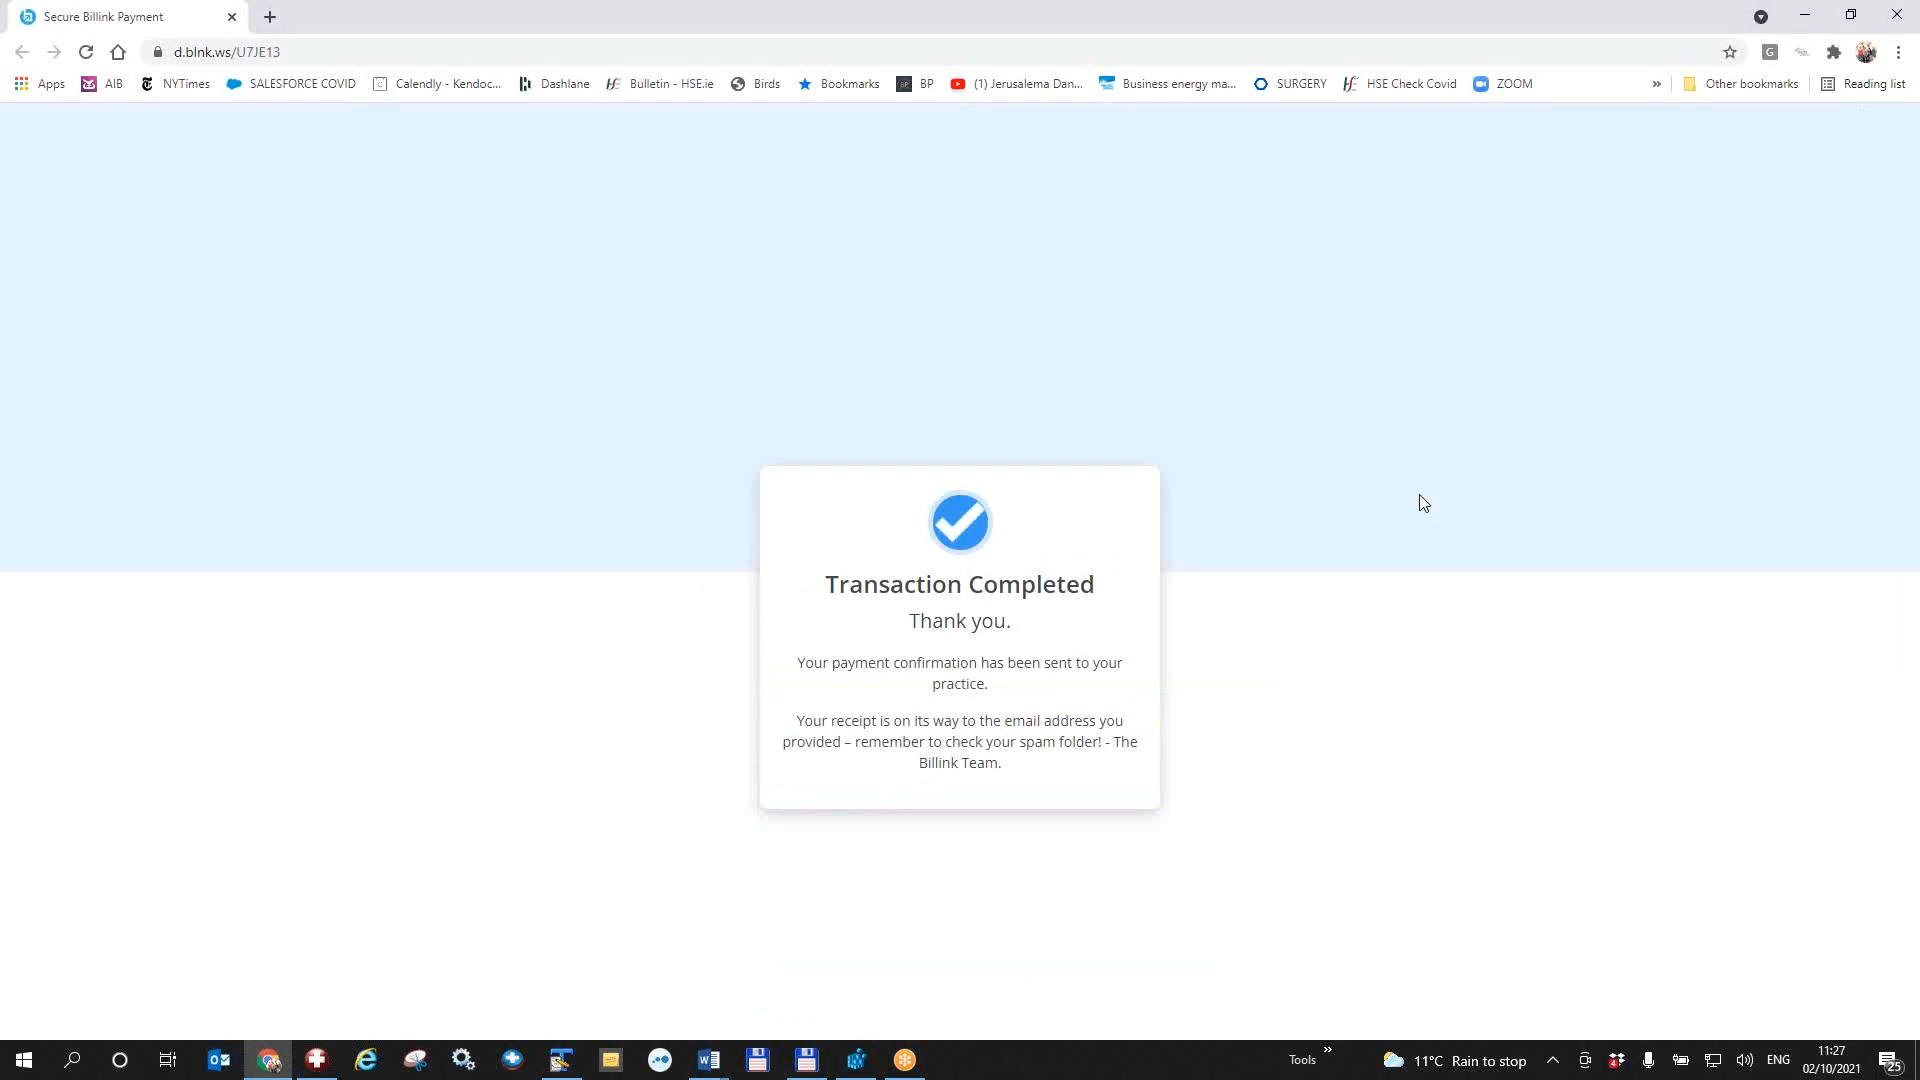 Secure Billink Payment
d.blnk.ws/U7JE13
Apps AIB NYTimes SALESFORCE COVID Calendly - Kendoc... Dashlane Bulletin - HSE.ie Birds Bookmarks BP (1) Jerusalema Dan... Business energy ma... SURGERY HSE Check Covid ZOOM » Other bookmarks Reading list
Transaction Completed
Thank you.
Your payment confirmation has been sent to your
practice.
Your receipt is on its way to the email address you
provided – remember to check your spam folder! - The
Billink Team.
Tools » 11°C Rain to stop ENG 11:27
02/10/2021 25